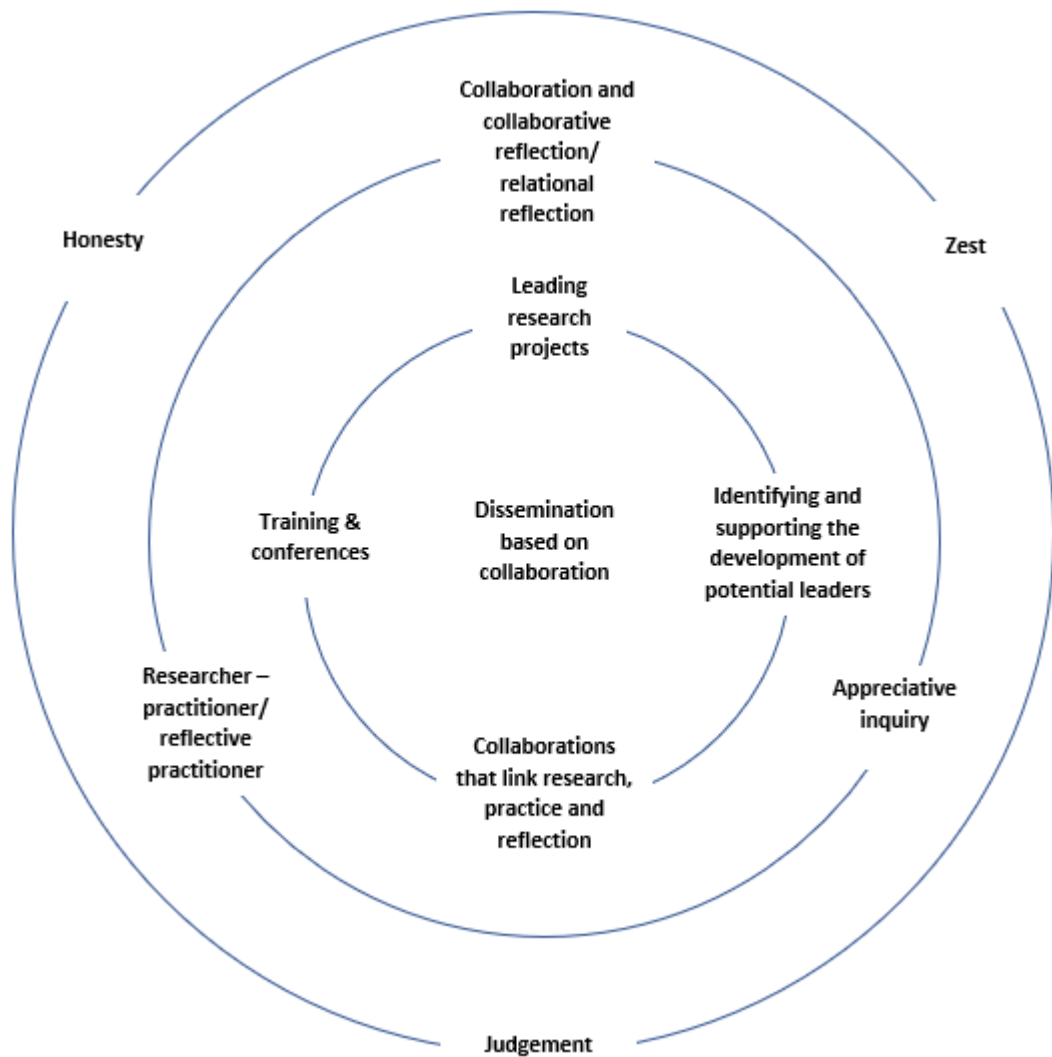 Collaboration and
collaborative
reflection/
relational
reflection
Honesty
Zest
Leading
research
projects
Training &
conferences
Dissemination
based on
collaboration
Identifying and
supporting the
development of
potential leaders
Researcher –
practitioner/
reflective
practitioner
Appreciative
inquiry
Collaborations
that link research,
practice and
reflection
Judgement